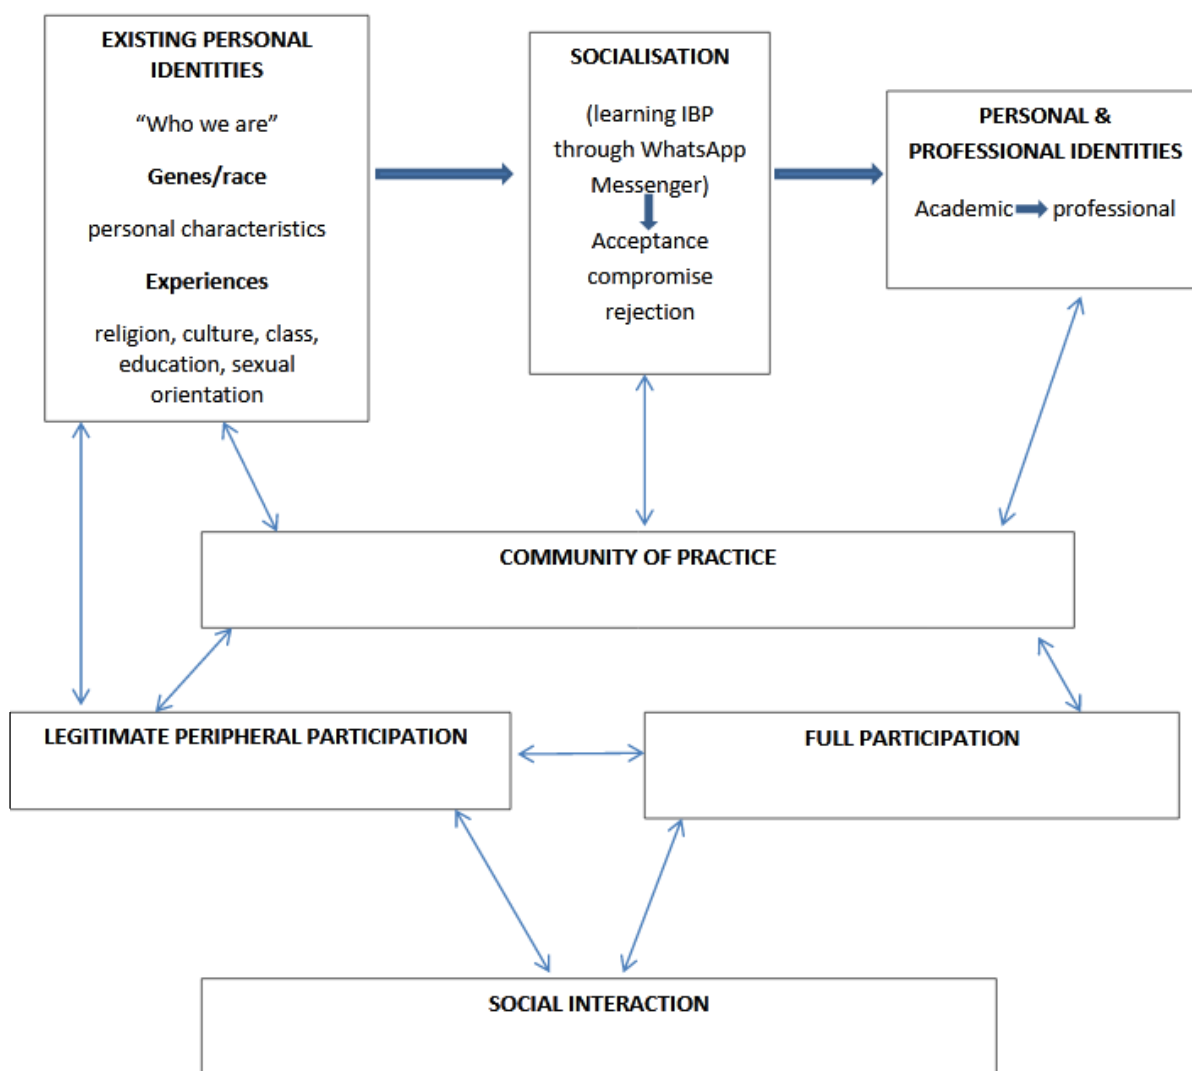 EXISTING PERSONAL
IDENTITIES
“Who we are”
Genes/race
personal characteristics
Experiences
religion, culture, class,
education, sexual
orientation
SOCIALISATION
(learning IBP
through WhatsApp
Messenger)
Acceptance
compromise
rejection
PERSONAL &
PROFESSIONAL IDENTITIES
Academic professional
COMMUNITY OF PRACTICE
LEGITIMATE PERIPHERAL PARTICIPATION
FULL PARTICIPATION
SOCIAL INTERACTION